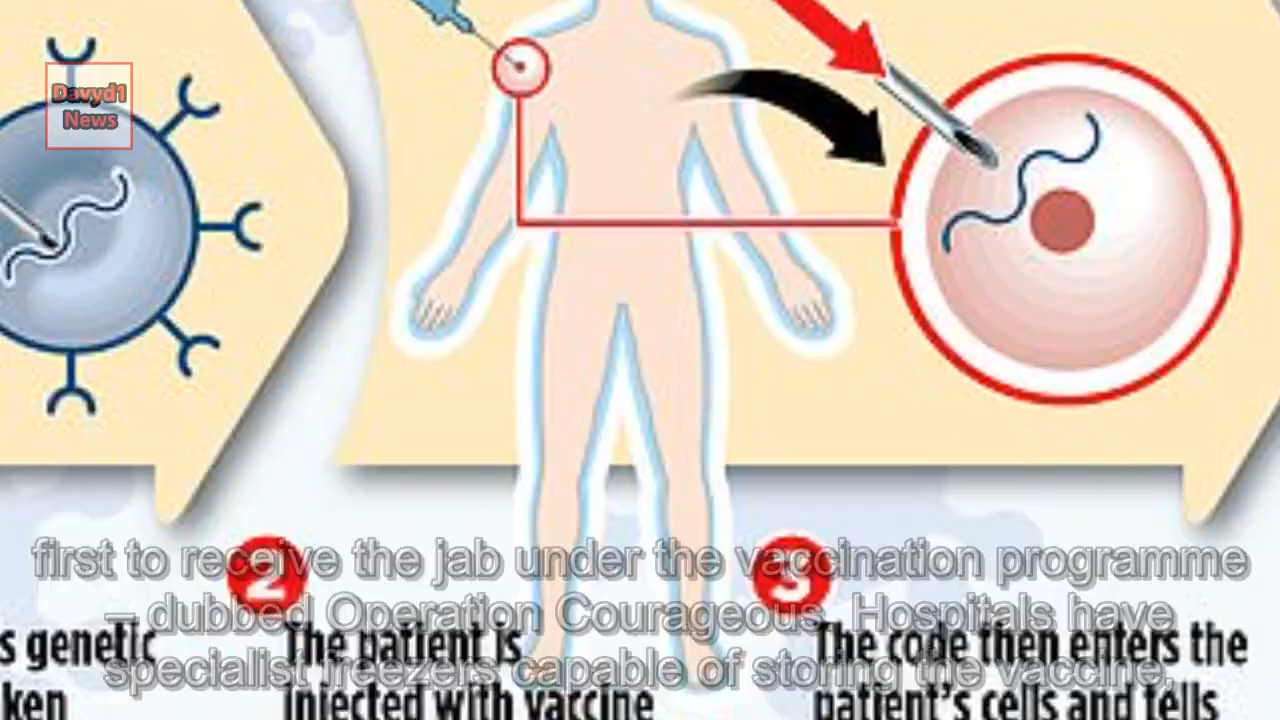 Davyd1
News
first to receive the jab under the vaccination programme
– dubbed Operation Courageous. Hospitals have
specialist freezers capable of storing the vaccine,
s genetic
ken
2
The patient is
injected with vaccine
3
The code then enters the
patient's cells and tells